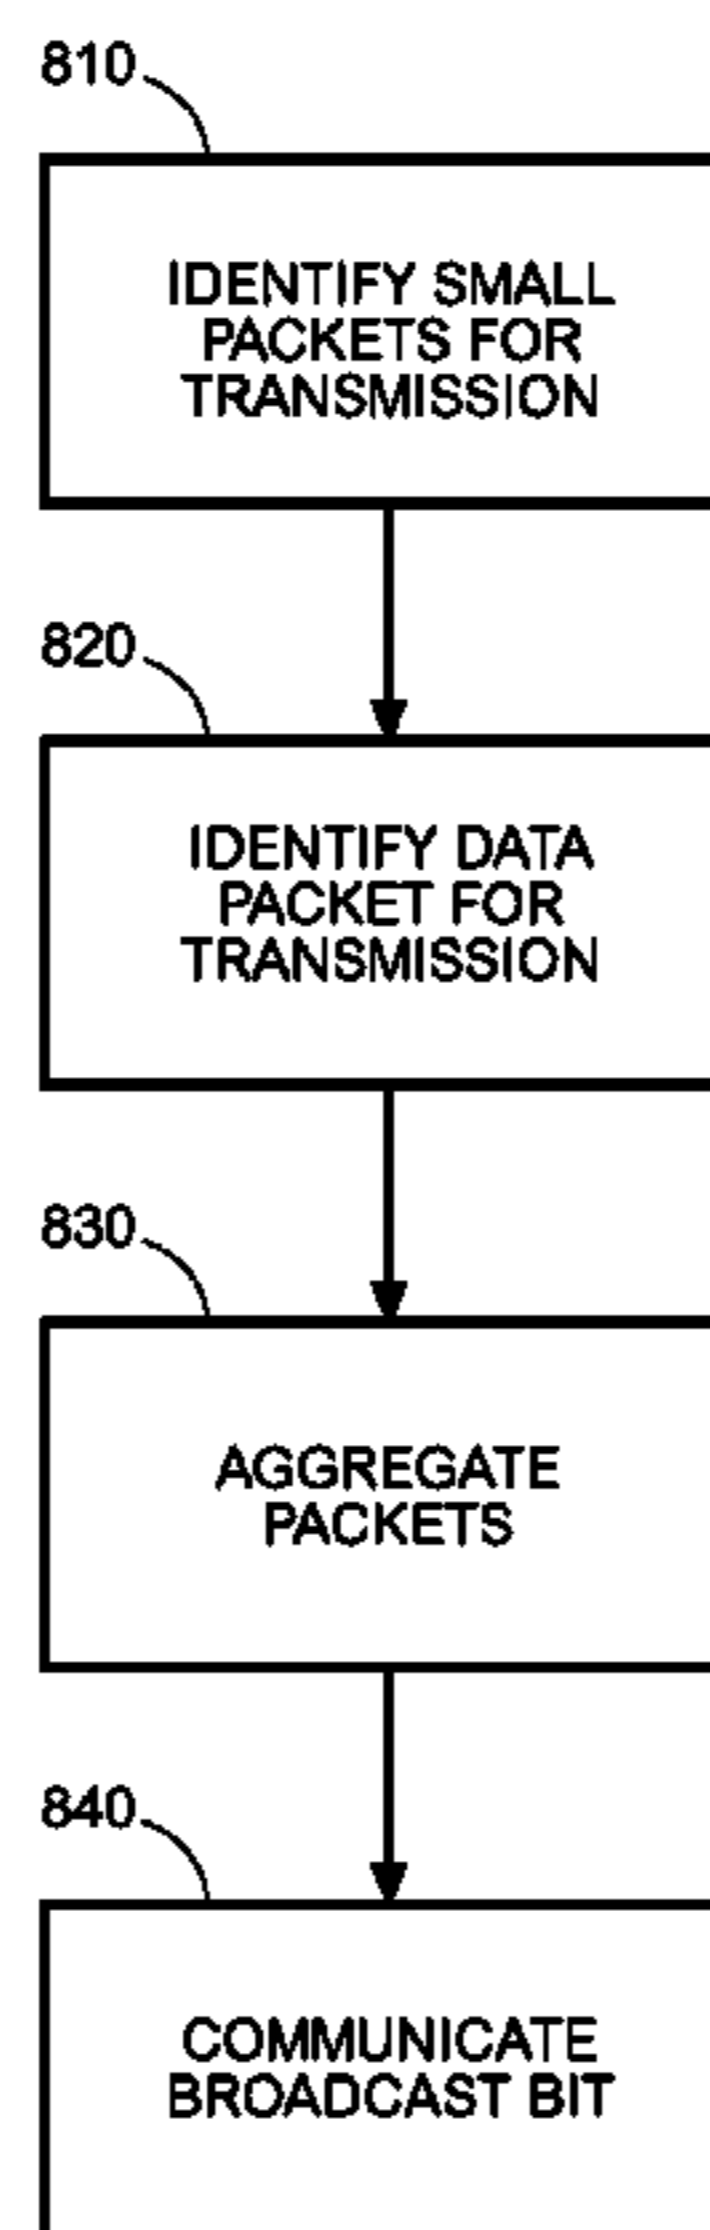 810
IDENTIFY SMALL
PACKETS FOR
TRANSMISSION
820
IDENTIFY DATA
PACKET FOR
TRANSMISSION
830
AGGREGATE
PACKETS
840
COMMUNICATE
BROADCAST BIT